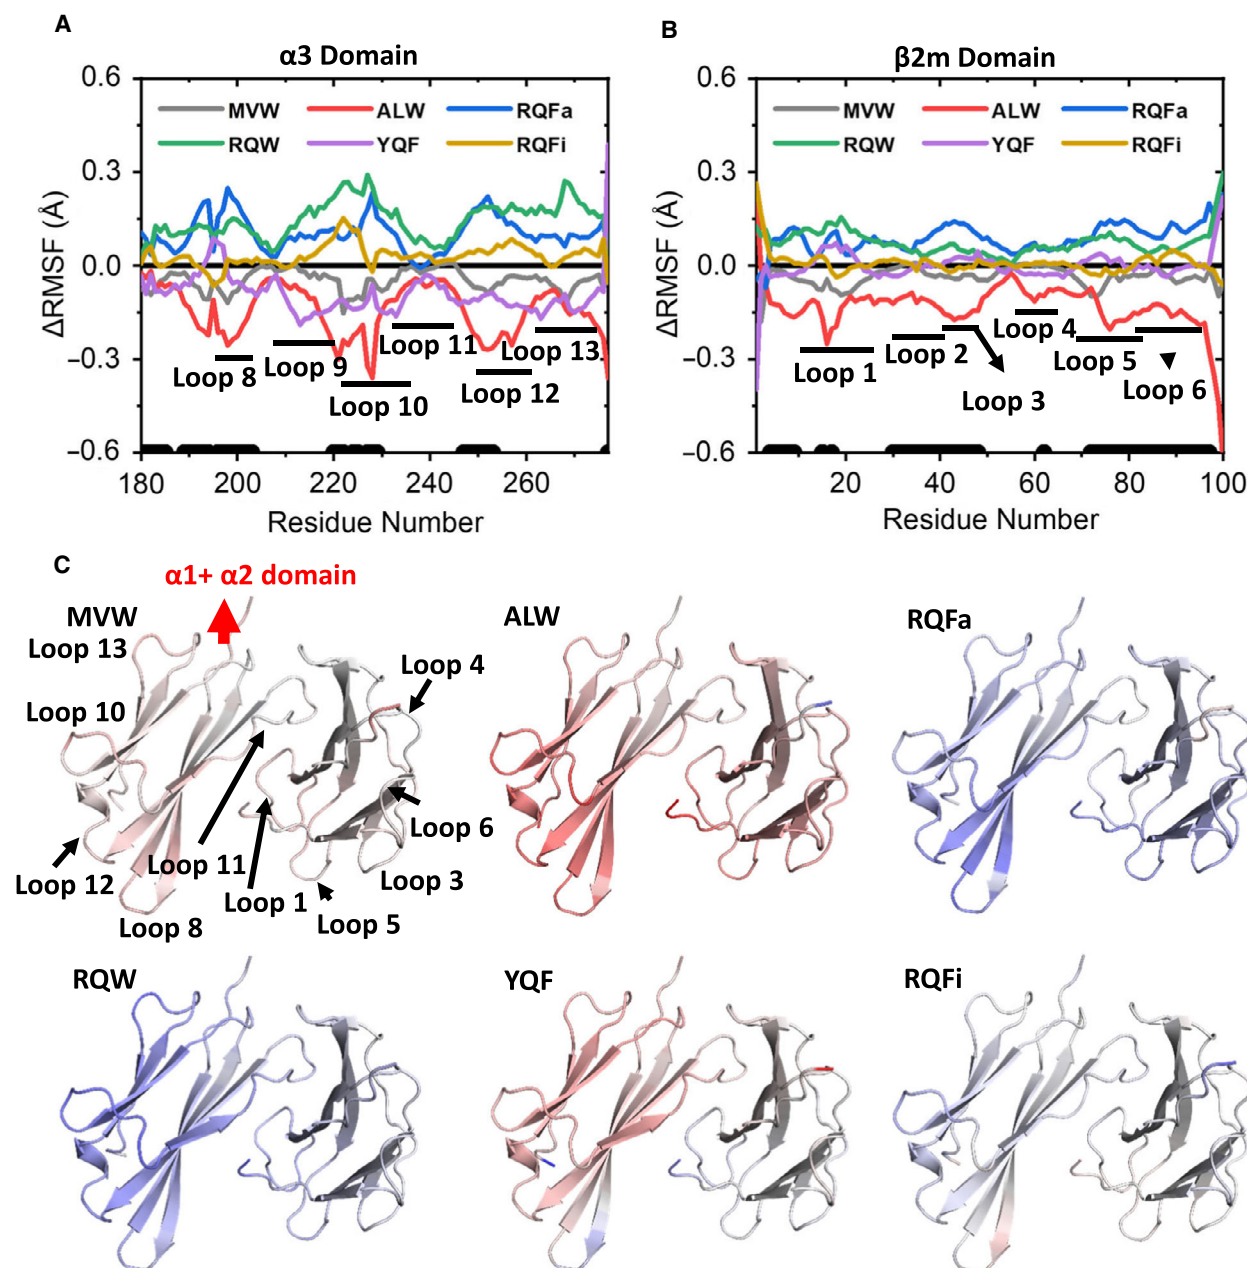 A
α3 Domain
0.6
0.3
0.0
−0.3
−0.6
ΔRMSF (Å)
MVW ALW RQFa
RQW YQF RQFi
Loop 8
Loop 9
Loop 10
Loop 11
Loop 12
Loop 13
180 200 220 240 260
Residue Number
B
β2m Domain
0.6
0.3
0.0
−0.3
−0.6
ΔRMSF (Å)
MVW ALW RQFa
RQW YQF RQFi
Loop 1
Loop 2
Loop 3
Loop 4
Loop 5
Loop 6
20 40 60 80 100
Residue Number
C
α1+ α2 domain
MVW
Loop 13
Loop 4
Loop 10
Loop 6
Loop 11
Loop 12
Loop 3
Loop 1
Loop 8
Loop 5
ALW
RQFa
RQW
YQF
RQFi